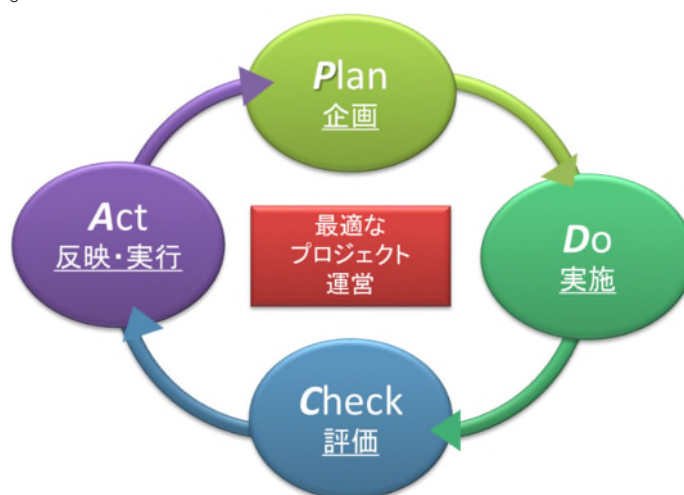 Plan
企画
Do
実施
Check
評価
Act
反映・実行
最適な
プロジェクト
運営